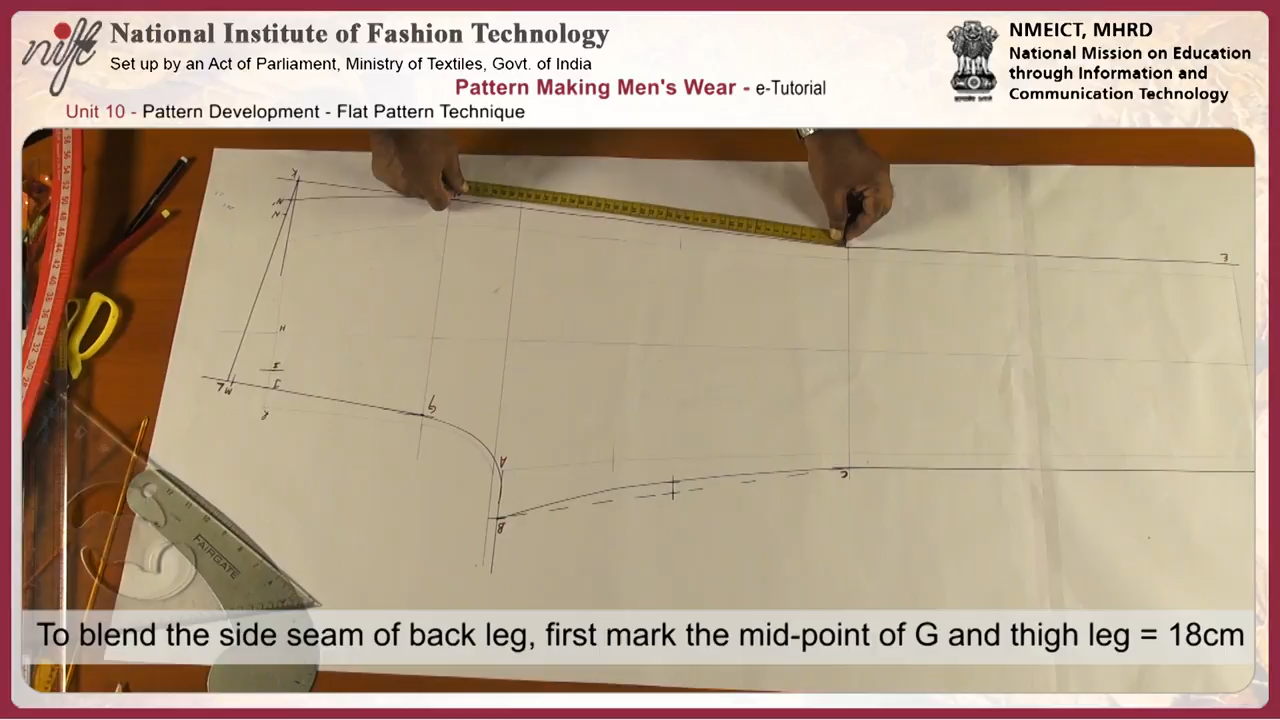 nift
National Institute of Fashion Technology
Set up by an Act of Parliament, Ministry of Textiles, Govt. of India
NMEICT, MHRD
National Mission on Education
through Information and
Communication Technology
Pattern Making Men's Wear - e-Tutorial
Unit 10 - Pattern Development - Flat Pattern Technique
K
N
H
I
J
L M
G
A
B
C
E
FAIRGATE
To blend the side seam of back leg, first mark the mid-point of G and thigh leg = 18cm